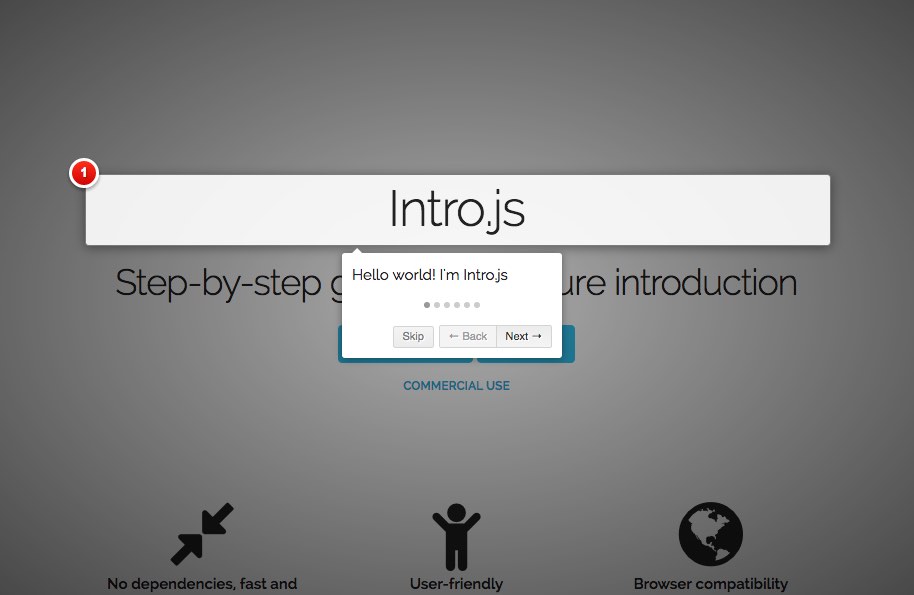 1
Intro.js
Step-by-step g
ure introduction
Hello world! I'm Intro.js
Skip
← Back
Next →
COMMERCIAL USE
No dependencies, fast and
User-friendly
Browser compatibility